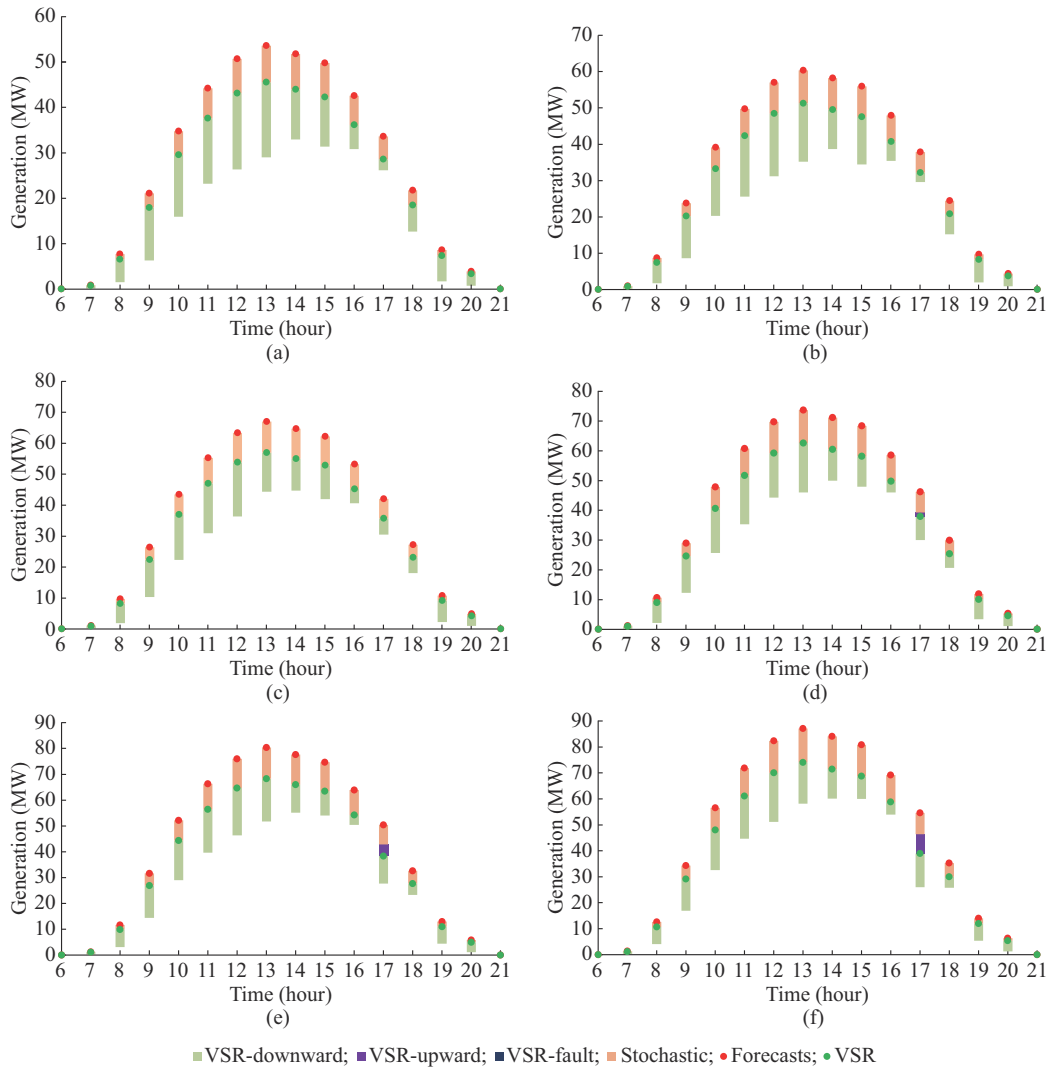 60
50
40
30
20
10
0
Generation (MW)
6 7 8 9 10 11 12 13 14 15 16 17 18 19 20 21
Time (hour)
(a)
70
60
50
40
30
20
10
0
Generation (MW)
6 7 8 9 10 11 12 13 14 15 16 17 18 19 20 21
Time (hour)
(b)
80
70
60
50
40
30
20
10
0
Generation (MW)
6 7 8 9 10 11 12 13 14 15 16 17 18 19 20 21
Time (hour)
(c)
80
70
60
50
40
30
20
10
0
Generation (MW)
6 7 8 9 10 11 12 13 14 15 16 17 18 19 20 21
Time (hour)
(d)
90
80
70
60
50
40
30
20
10
0
Generation (MW)
6 7 8 9 10 11 12 13 14 15 16 17 18 19 20 21
Time (hour)
(e)
90
80
70
60
50
40
30
20
10
0
Generation (MW)
6 7 8 9 10 11 12 13 14 15 16 17 18 19 20 21
Time (hour)
(f)
VSR-downward; VSR-upward; VSR-fault; Stochastic; Forecasts; VSR